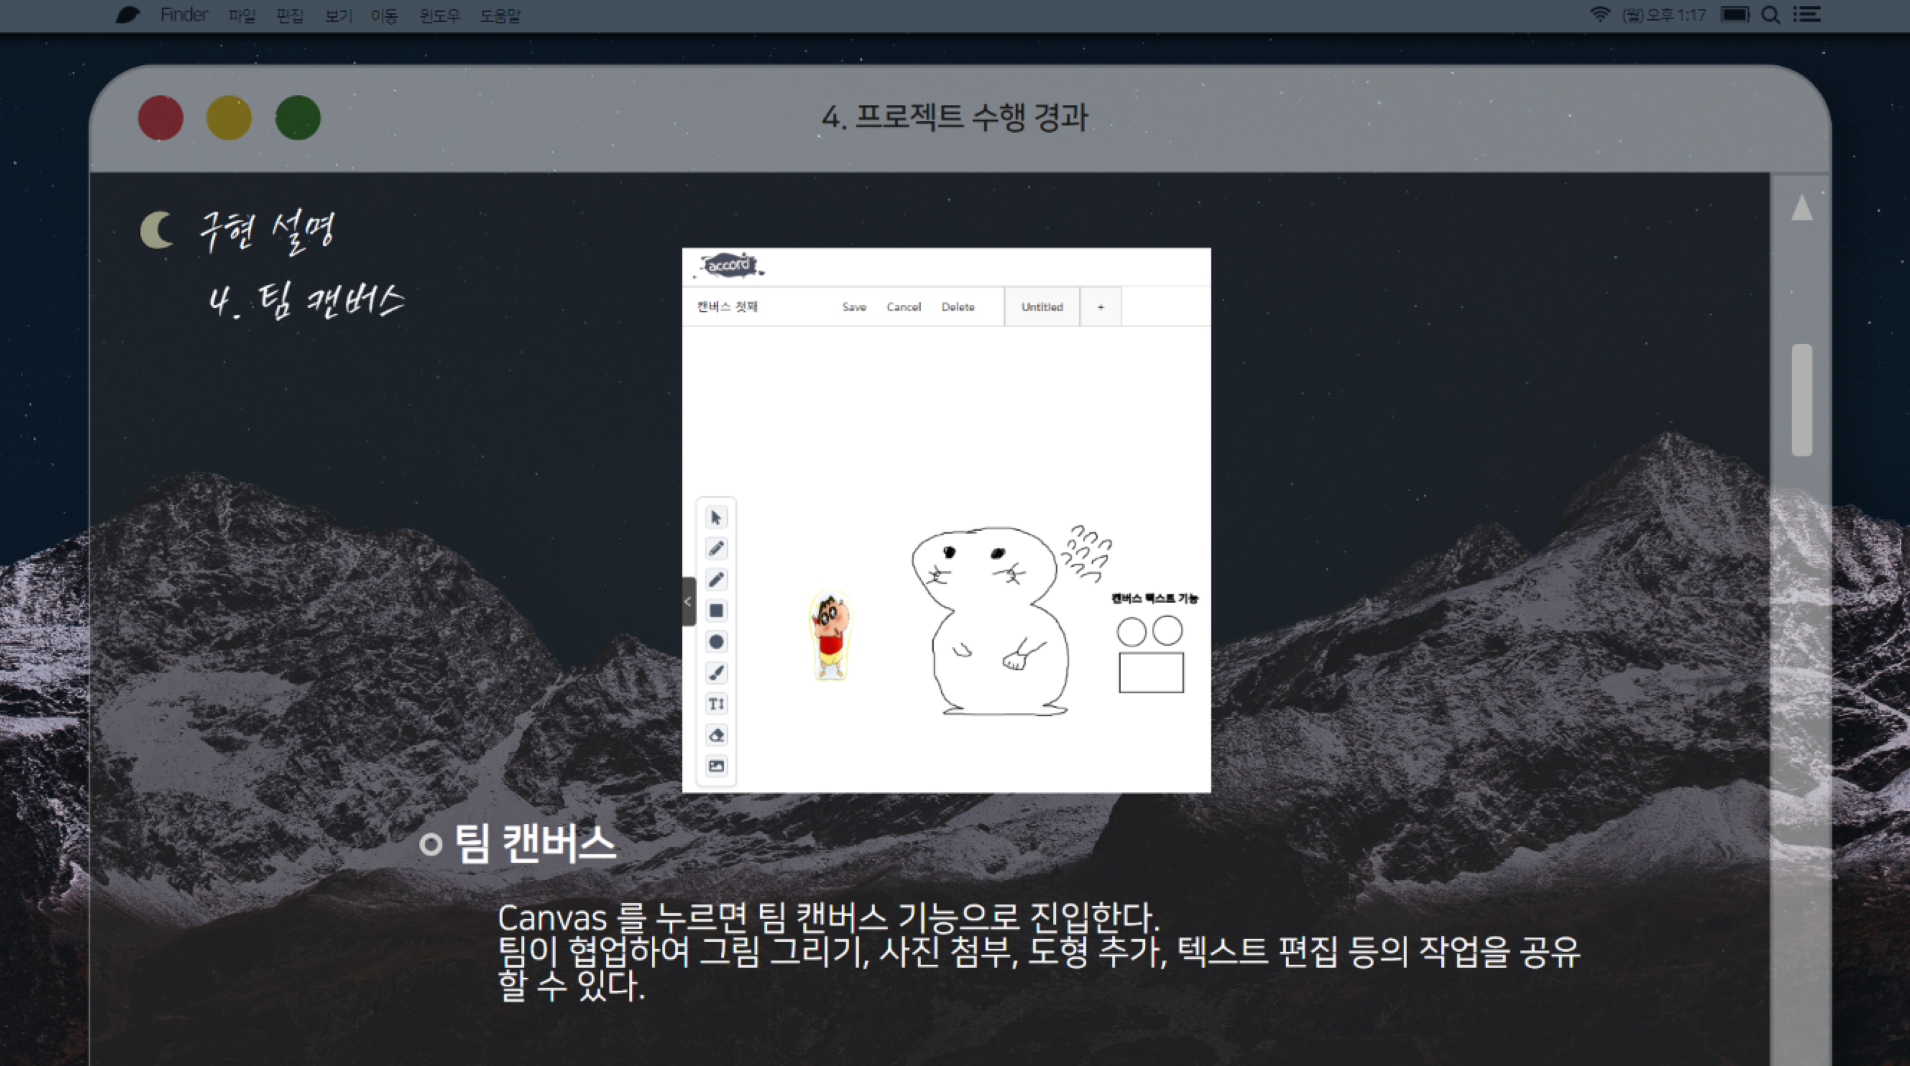 Finder 파일 편집 보기 이동 윈도우 도움말 (월) 오후 1:17
4. 프로젝트 수행 경과
구현 설명
4. 팀 캔버스
accord
캔버스 첫째 Save Cancel Delete Untitled +
캔버스 텍스트 기능
팀 캔버스
Canvas 를 누르면 팀 캔버스 기능으로 진입한다.
팀이 협업하여 그림 그리기, 사진 첨부, 도형 추가, 텍스트 편집 등의 작업을 공유
할 수 있다.